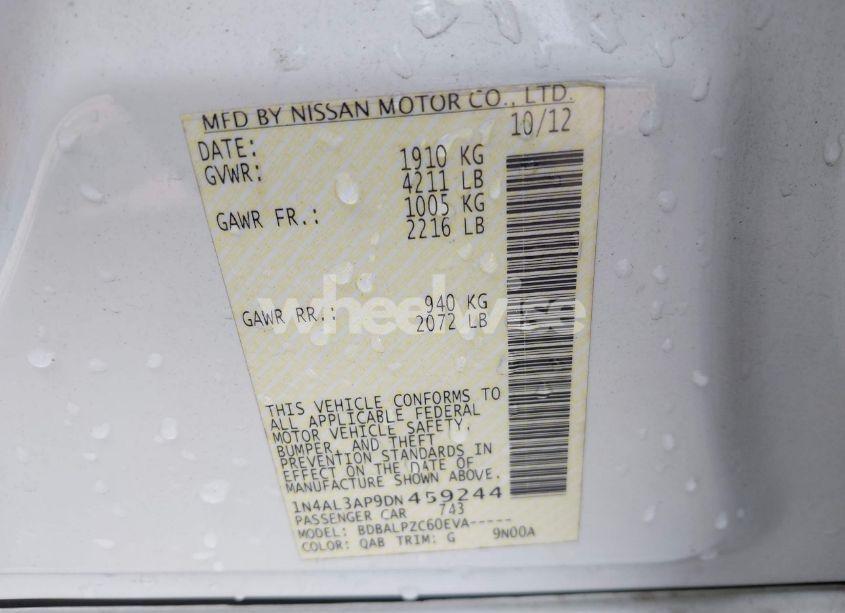 MFD BY NISSAN MOTOR CO., LTD.
DATE: 10/12
GVWR: 1910 KG
4211 LB
GAWR FR.: 1005 KG
2216 LB
GAWR RR.: 940 KG
2072 LB
wheelwise
THIS VEHICLE CONFORMS TO
ALL APPLICABLE FEDERAL
MOTOR VEHICLE SAFETY,
BUMPER, AND THEFT
PREVENTION STANDARDS IN
EFFECT ON THE DATE OF
MANUFACTURE SHOWN ABOVE.
1N4AL3AP9DN459244
PASSENGER CAR 743
MODEL: BDBALPZC60EVA-----
COLOR: QAB TRIM: G 9N00A